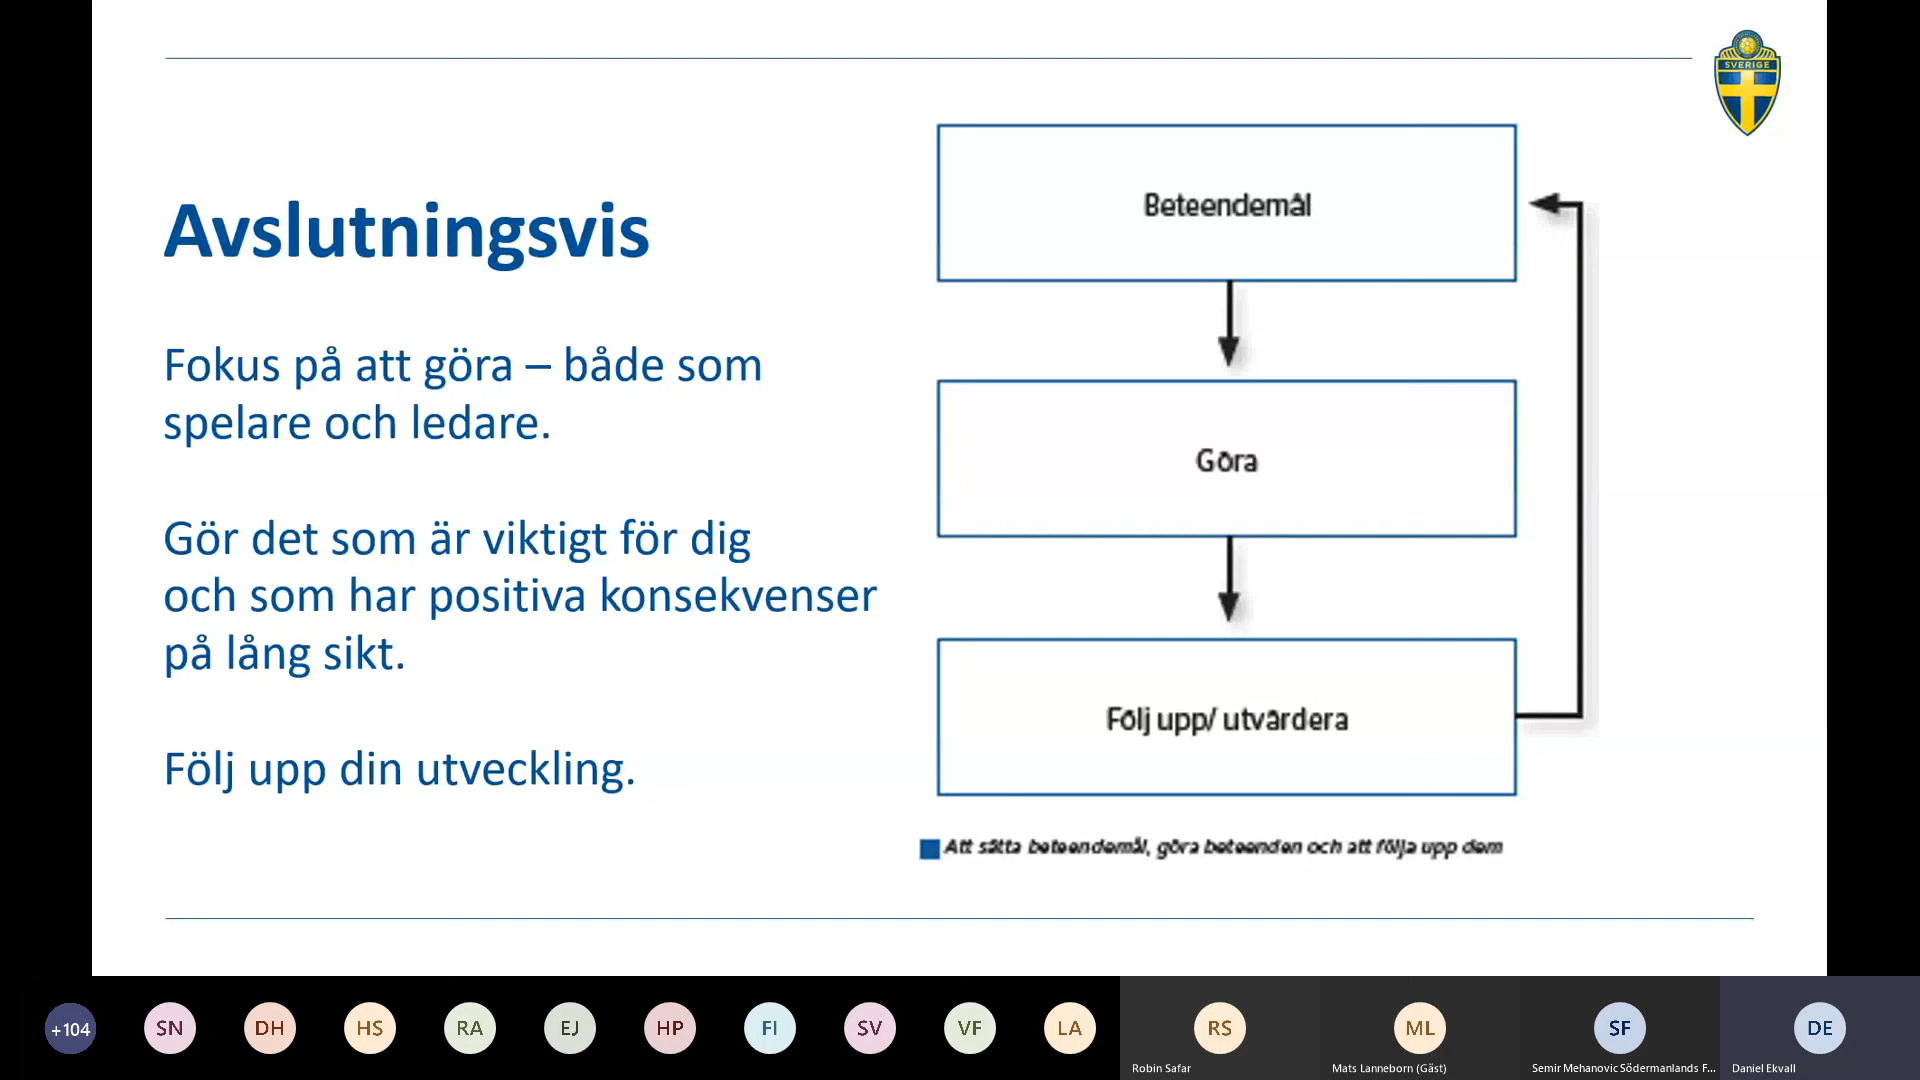 SVERIGE
Avslutningsvis
Fokus på att göra – både som
spelare och ledare.
Gör det som är viktigt för dig
och som har positiva konsekvenser
på lång sikt.
Följ upp din utveckling.
Beteendemål
Göra
Följ upp/ utvärdera
Att sätta beteendemål, göra beteenden och att följa upp dem
+104
SN
DH
HS
RA
EJ
HP
FI
SV
VF
LA
RS
ML
SF
DE
Robin Safar
Mats Lanneborn (Gäst)
Semir Mehanovic Södermanlands F...
Daniel Ekvall